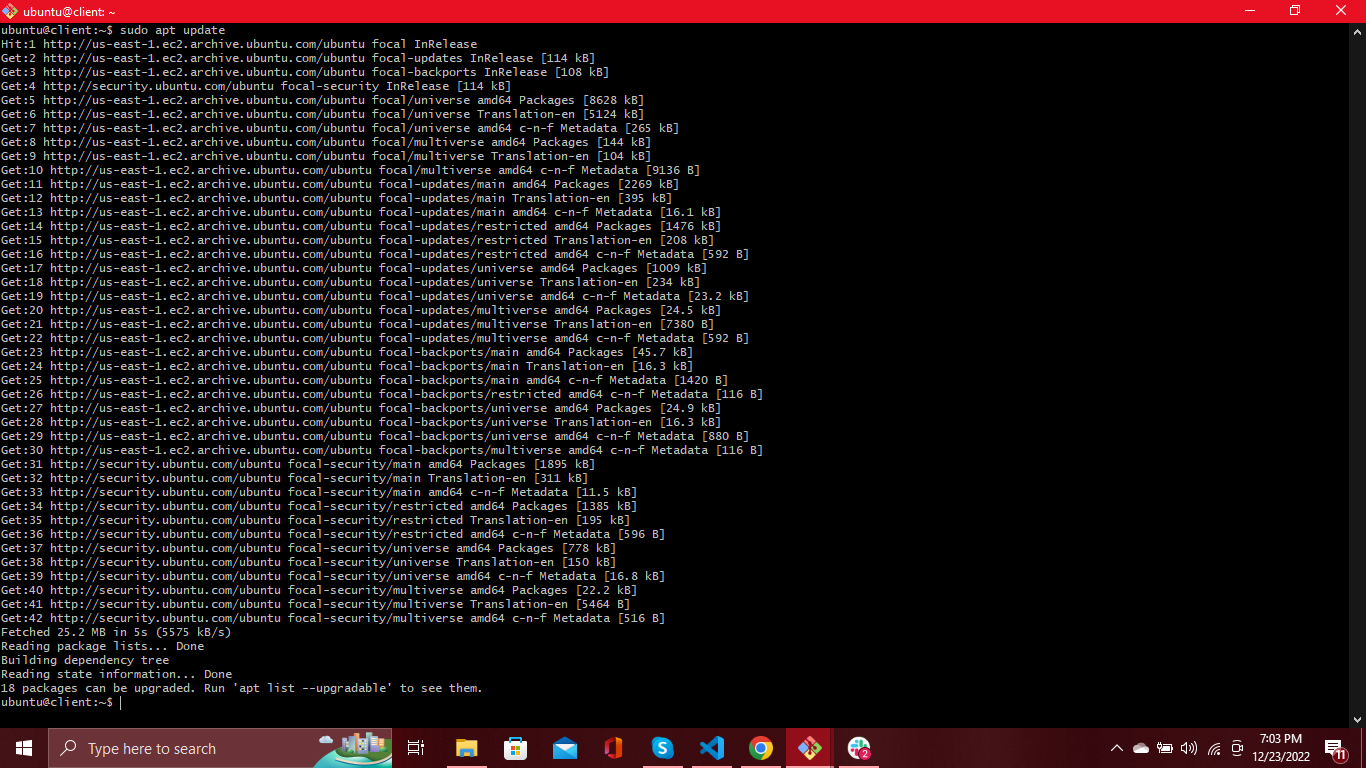 ubuntu@client: ~
ubuntu@client:~$ sudo apt update
Hit:1 http://us-east-1.ec2.archive.ubuntu.com/ubuntu focal InRelease
Get:2 http://us-east-1.ec2.archive.ubuntu.com/ubuntu focal-updates InRelease [114 kB]
Get:3 http://us-east-1.ec2.archive.ubuntu.com/ubuntu focal-backports InRelease [108 kB]
Get:4 http://security.ubuntu.com/ubuntu focal-security InRelease [114 kB]
Get:5 http://us-east-1.ec2.archive.ubuntu.com/ubuntu focal/universe amd64 Packages [8628 kB]
Get:6 http://us-east-1.ec2.archive.ubuntu.com/ubuntu focal/universe Translation-en [5124 kB]
Get:7 http://us-east-1.ec2.archive.ubuntu.com/ubuntu focal/universe amd64 c-n-f Metadata [265 kB]
Get:8 http://us-east-1.ec2.archive.ubuntu.com/ubuntu focal/multiverse amd64 Packages [144 kB]
Get:9 http://us-east-1.ec2.archive.ubuntu.com/ubuntu focal/multiverse Translation-en [104 kB]
Get:10 http://us-east-1.ec2.archive.ubuntu.com/ubuntu focal/multiverse amd64 c-n-f Metadata [9136 B]
Get:11 http://us-east-1.ec2.archive.ubuntu.com/ubuntu focal-updates/main amd64 Packages [2269 kB]
Get:12 http://us-east-1.ec2.archive.ubuntu.com/ubuntu focal-updates/main Translation-en [395 kB]
Get:13 http://us-east-1.ec2.archive.ubuntu.com/ubuntu focal-updates/main amd64 c-n-f Metadata [16.1 kB]
Get:14 http://us-east-1.ec2.archive.ubuntu.com/ubuntu focal-updates/restricted amd64 Packages [1476 kB]
Get:15 http://us-east-1.ec2.archive.ubuntu.com/ubuntu focal-updates/restricted Translation-en [208 kB]
Get:16 http://us-east-1.ec2.archive.ubuntu.com/ubuntu focal-updates/restricted amd64 c-n-f Metadata [592 B]
Get:17 http://us-east-1.ec2.archive.ubuntu.com/ubuntu focal-updates/universe amd64 Packages [1009 kB]
Get:18 http://us-east-1.ec2.archive.ubuntu.com/ubuntu focal-updates/universe Translation-en [234 kB]
Get:19 http://us-east-1.ec2.archive.ubuntu.com/ubuntu focal-updates/universe amd64 c-n-f Metadata [23.2 kB]
Get:20 http://us-east-1.ec2.archive.ubuntu.com/ubuntu focal-updates/multiverse amd64 Packages [24.5 kB]
Get:21 http://us-east-1.ec2.archive.ubuntu.com/ubuntu focal-updates/multiverse Translation-en [7380 B]
Get:22 http://us-east-1.ec2.archive.ubuntu.com/ubuntu focal-updates/multiverse amd64 c-n-f Metadata [592 B]
Get:23 http://us-east-1.ec2.archive.ubuntu.com/ubuntu focal-backports/main amd64 Packages [45.7 kB]
Get:24 http://us-east-1.ec2.archive.ubuntu.com/ubuntu focal-backports/main Translation-en [16.3 kB]
Get:25 http://us-east-1.ec2.archive.ubuntu.com/ubuntu focal-backports/main amd64 c-n-f Metadata [1420 B]
Get:26 http://us-east-1.ec2.archive.ubuntu.com/ubuntu focal-backports/restricted amd64 c-n-f Metadata [116 B]
Get:27 http://us-east-1.ec2.archive.ubuntu.com/ubuntu focal-backports/universe amd64 Packages [24.9 kB]
Get:28 http://us-east-1.ec2.archive.ubuntu.com/ubuntu focal-backports/universe Translation-en [16.3 kB]
Get:29 http://us-east-1.ec2.archive.ubuntu.com/ubuntu focal-backports/universe amd64 c-n-f Metadata [880 B]
Get:30 http://us-east-1.ec2.archive.ubuntu.com/ubuntu focal-backports/multiverse amd64 c-n-f Metadata [116 B]
Get:31 http://security.ubuntu.com/ubuntu focal-security/main amd64 Packages [1895 kB]
Get:32 http://security.ubuntu.com/ubuntu focal-security/main Translation-en [311 kB]
Get:33 http://security.ubuntu.com/ubuntu focal-security/main amd64 c-n-f Metadata [11.5 kB]
Get:34 http://security.ubuntu.com/ubuntu focal-security/restricted amd64 Packages [1385 kB]
Get:35 http://security.ubuntu.com/ubuntu focal-security/restricted Translation-en [195 kB]
Get:36 http://security.ubuntu.com/ubuntu focal-security/restricted amd64 c-n-f Metadata [596 B]
Get:37 http://security.ubuntu.com/ubuntu focal-security/universe amd64 Packages [778 kB]
Get:38 http://security.ubuntu.com/ubuntu focal-security/universe Translation-en [150 kB]
Get:39 http://security.ubuntu.com/ubuntu focal-security/universe amd64 c-n-f Metadata [16.8 kB]
Get:40 http://security.ubuntu.com/ubuntu focal-security/multiverse amd64 Packages [22.2 kB]
Get:41 http://security.ubuntu.com/ubuntu focal-security/multiverse Translation-en [5464 B]
Get:42 http://security.ubuntu.com/ubuntu focal-security/multiverse amd64 c-n-f Metadata [516 B]
Fetched 25.2 MB in 5s (5575 kB/s)
Reading package lists... Done
Building dependency tree
Reading state information... Done
18 packages can be upgraded. Run 'apt list --upgradable' to see them.
ubuntu@client:~$
Type here to search
S
2
7:03 PM
12/23/2022
11